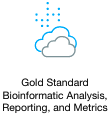 Gold Standard
Bioinformatic Analysis,
Reporting, and Metrics